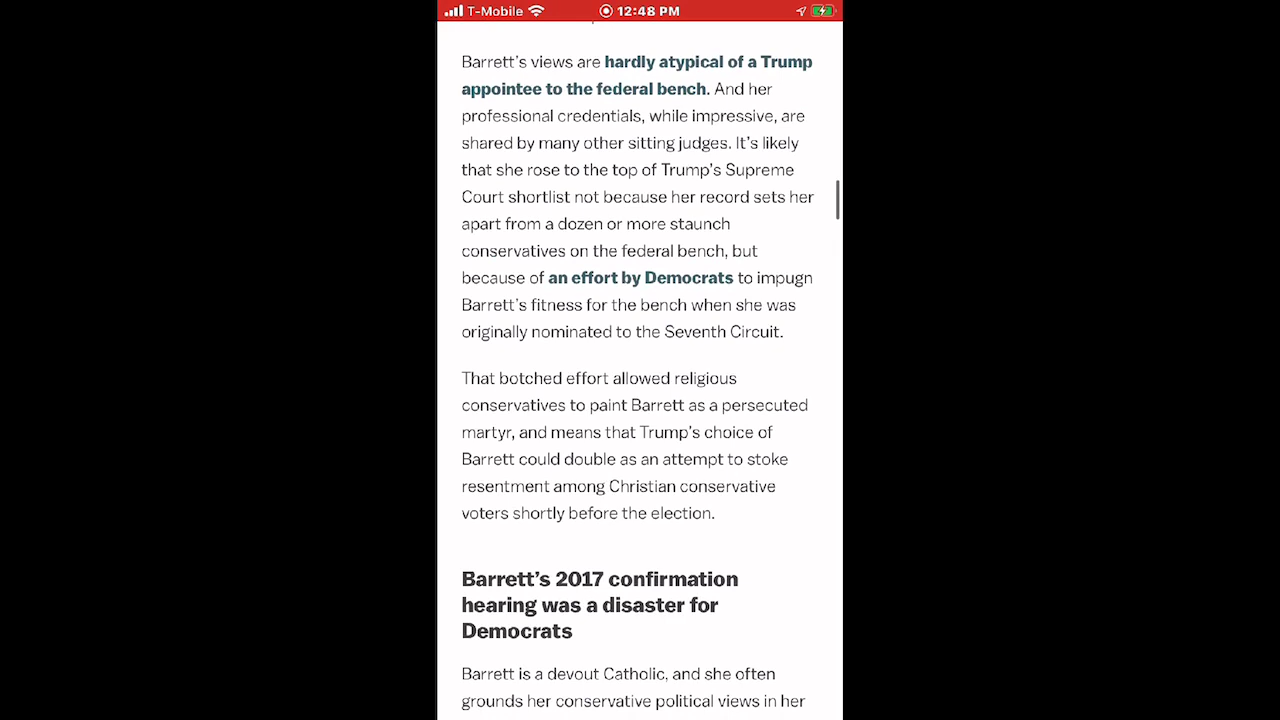 T-Mobile 12:48 PM
Barrett’s views are hardly atypical of a Trump
appointee to the federal bench. And her
professional credentials, while impressive, are
shared by many other sitting judges. It’s likely
that she rose to the top of Trump’s Supreme
Court shortlist not because her record sets her
apart from a dozen or more staunch
conservatives on the federal bench, but
because of an effort by Democrats to impugn
Barrett’s fitness for the bench when she was
originally nominated to the Seventh Circuit.
That botched effort allowed religious
conservatives to paint Barrett as a persecuted
martyr, and means that Trump’s choice of
Barrett could double as an attempt to stoke
resentment among Christian conservative
voters shortly before the election.
Barrett’s 2017 confirmation
hearing was a disaster for
Democrats
Barrett is a devout Catholic, and she often
grounds her conservative political views in her